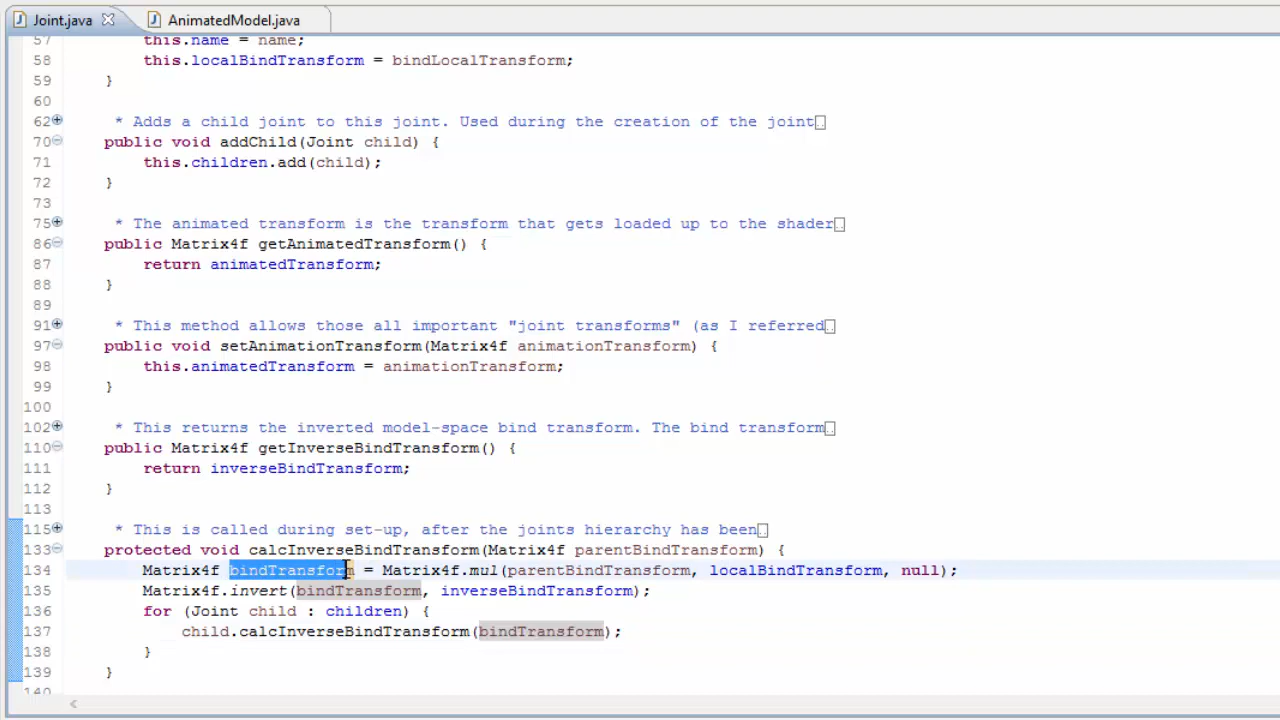 Joint.java AnimatedModel.java
57 this.name = name;
58 this.localBindTransform = bindLocalTransform;
59 }
60
62 * Adds a child joint to this joint. Used during the creation of the joint
70 public void addChild(Joint child) {
71 this.children.add(child);
72 }
73
75 * The animated transform is the transform that gets loaded up to the shader
86 public Matrix4f getAnimatedTransform() {
87 return animatedTransform;
88 }
89
91 * This method allows those all important "joint transforms" (as I referred
97 public void setAnimationTransform(Matrix4f animationTransform) {
98 this.animatedTransform = animationTransform;
99 }
100
102 * This returns the inverted model-space bind transform. The bind transform
110 public Matrix4f getInverseBindTransform() {
111 return inverseBindTransform;
112 }
113
115 * This is called during set-up, after the joints hierarchy has been
133 protected void calcInverseBindTransform(Matrix4f parentBindTransform) {
134 Matrix4f bindTransform = Matrix4f.mul(parentBindTransform, localBindTransform, null);
135 Matrix4f.invert(bindTransform, inverseBindTransform);
136 for (Joint child : children) {
137 child.calcInverseBindTransform(bindTransform);
138 }
139 }
140